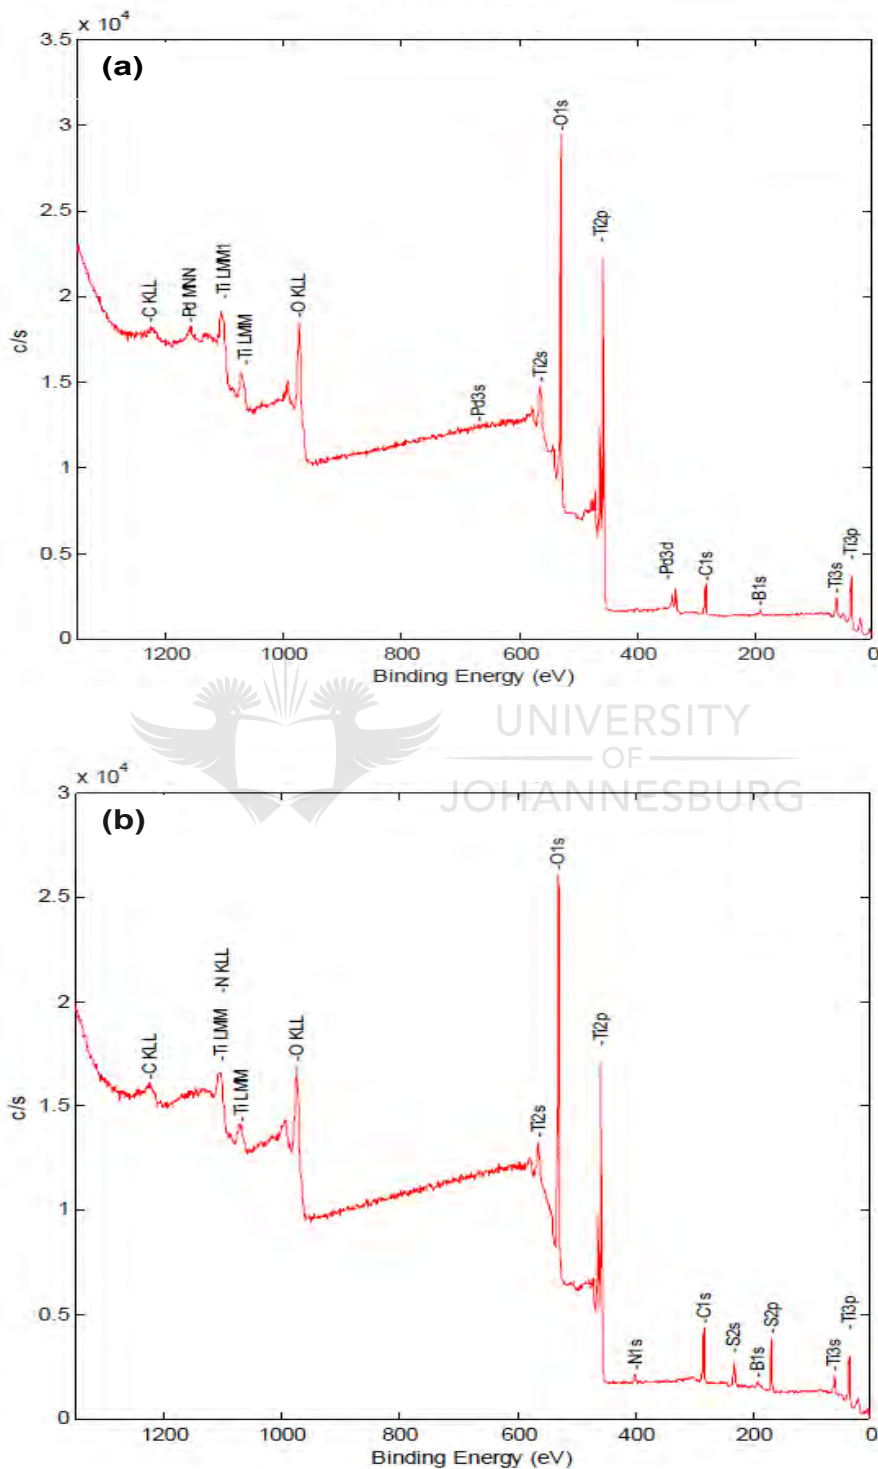 x 10⁴
3.5
(a)
-O1s
3
2.5
-Ti2p
-Ti LMM1
-C KLL
-Pd MNN
-O KLL
2
-Ti LMM
c/s
-Ti2s
1.5
-Pd3s
1
-Pd3d
-C1s
-Ti3p
0.5
-B1s
-Ti3s
0
1200 1000 800 600 400 200 0
Binding Energy (eV)
UNIVERSITY
OF
JOHANNESBURG
x 10⁴
3
(b)
-O1s
2.5
-N KLL
2
-Ti LMM
-C KLL
-O KLL
-Ti2p
-Ti LMM
1.5
c/s
-Ti2s
1
0.5
-N1s
-C1s
-S2s
-B1s
-S2p
-Ti3s
-Ti3p
0
1200 1000 800 600 400 200 0
Binding Energy (eV)